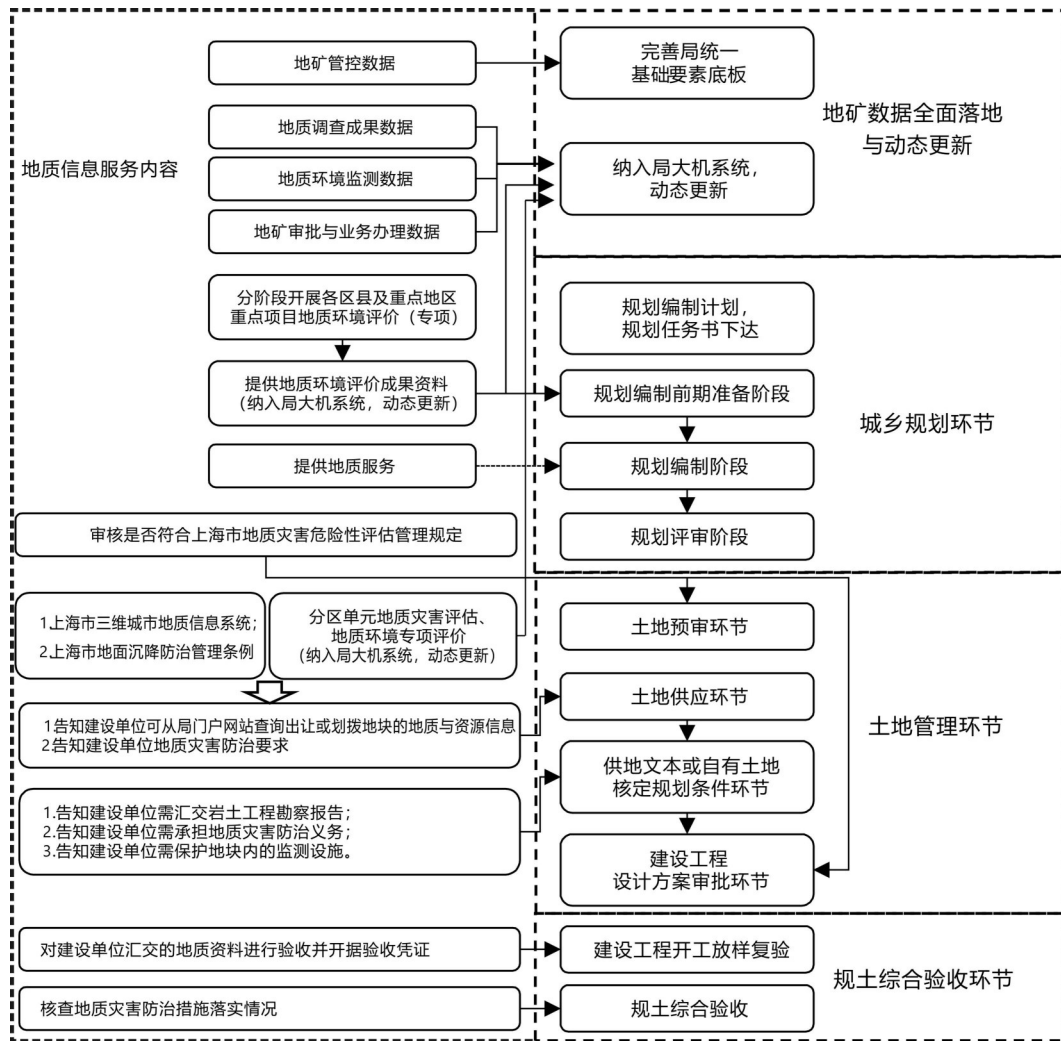 地质信息服务内容
地矿管控数据
地质调查成果数据
地质环境监测数据
地矿审批与业务办理数据
分阶段开展各区县及重点地区
重点项目地质环境评价（专项）
提供地质环境评价成果资料
（纳入局大机系统，动态更新）
提供地质服务
审核是否符合上海市地质灾害危险性评估管理规定
1.上海市三维城市地质信息系统；
2.上海市地面沉降防治管理条例
分区单元地质灾害评估、
地质环境专项评价
（纳入局大机系统，动态更新）
1告知建设单位可从局门户网站查询出让或划拨地块的地质与资源信息
2告知建设单位地质灾害防治要求
1.告知建设单位需汇交岩土工程勘察报告；
2.告知建设单位需承担地质灾害防治义务；
3.告知建设单位需保护地块内的监测设施。
对建设单位汇交的地质资料进行验收并开据验收凭证
核查地质灾害防治措施落实情况
完善局统一
基础要素底板
纳入局大机系统，
动态更新
地矿数据全面落地
与动态更新
规划编制计划，
规划任务书下达
规划编制前期准备阶段
规划编制阶段
规划评审阶段
城乡规划环节
土地预审环节
土地供应环节
供地文本或自有土地
核定规划条件环节
建设工程
设计方案审批环节
土地管理环节
建设工程开工放样复验
规土综合验收
规土综合验收环节